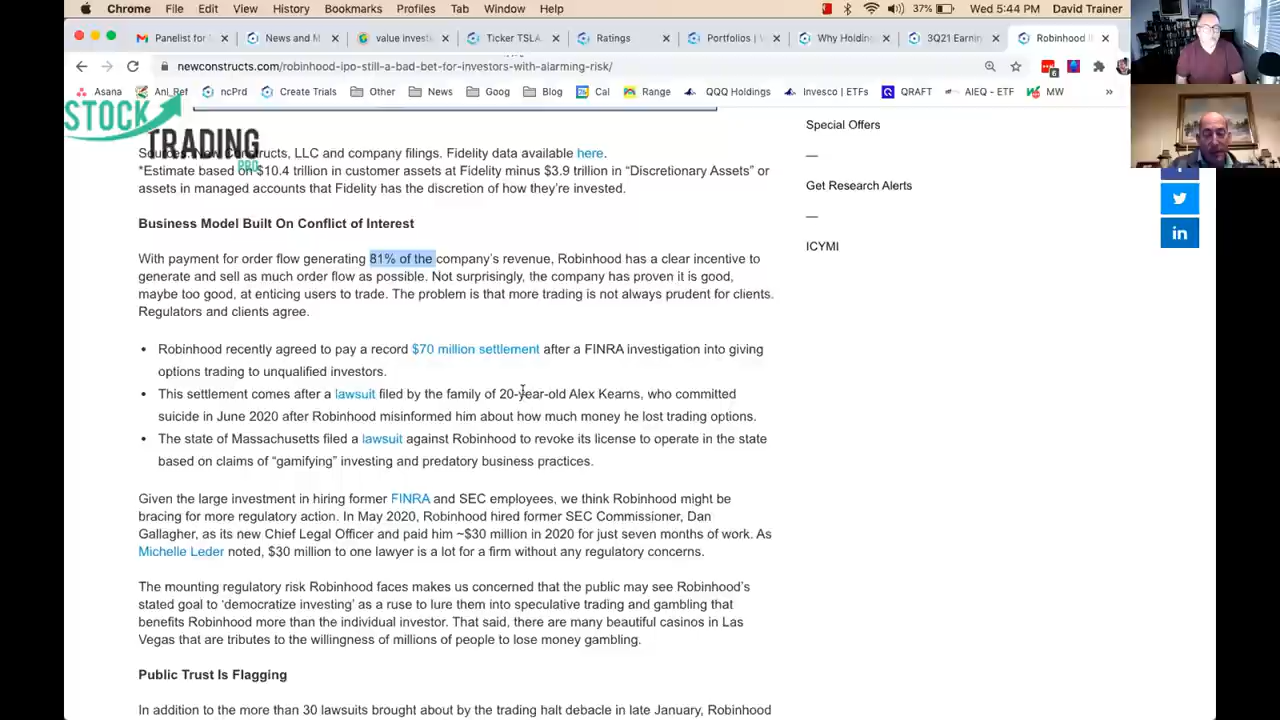 Chrome File Edit View History Bookmarks Profiles Tab Window Help 37% Wed 5:44 PM David Trainer
Panelist for News and M value investi Ticker TSLA Ratings Portfolios | Why Holding 3Q21 Earnin Robinhood I
newconstructs.com/robinhood-ipo-still-a-bad-bet-for-investors-with-alarming-risk/
6
Asana Anl_Ref ncPrd Create Trials Other News Goog Blog Cal Range QQQ Holdings Invesco | ETFs QRAFT AIEQ - ETF MW »
STOCK
TRADING
PRO
Special Offers
—
Get Research Alerts
—
ICYMI
Sources: New Constructs, LLC and company filings. Fidelity data available here.
*Estimate based on $10.4 trillion in customer assets at Fidelity minus $3.9 trillion in “Discretionary Assets” or
assets in managed accounts that Fidelity has the discretion of how they’re invested.
Business Model Built On Conflict of Interest
With payment for order flow generating 81% of the company’s revenue, Robinhood has a clear incentive to
generate and sell as much order flow as possible. Not surprisingly, the company has proven it is good,
maybe too good, at enticing users to trade. The problem is that more trading is not always prudent for clients.
Regulators and clients agree.
• Robinhood recently agreed to pay a record $70 million settlement after a FINRA investigation into giving
options trading to unqualified investors.
• This settlement comes after a lawsuit filed by the family of 20-year-old Alex Kearns, who committed
suicide in June 2020 after Robinhood misinformed him about how much money he lost trading options.
• The state of Massachusetts filed a lawsuit against Robinhood to revoke its license to operate in the state
based on claims of “gamifying” investing and predatory business practices.
Given the large investment in hiring former FINRA and SEC employees, we think Robinhood might be
bracing for more regulatory action. In May 2020, Robinhood hired former SEC Commissioner, Dan
Gallagher, as its new Chief Legal Officer and paid him ~$30 million in 2020 for just seven months of work. As
Michelle Leder noted, $30 million to one lawyer is a lot for a firm without any regulatory concerns.
The mounting regulatory risk Robinhood faces makes us concerned that the public may see Robinhood’s
stated goal to ‘democratize investing’ as a ruse to lure them into speculative trading and gambling that
benefits Robinhood more than the individual investor. That said, there are many beautiful casinos in Las
Vegas that are tributes to the willingness of millions of people to lose money gambling.
Public Trust Is Flagging
In addition to the more than 30 lawsuits brought about by the trading halt debacle in late January, Robinhood